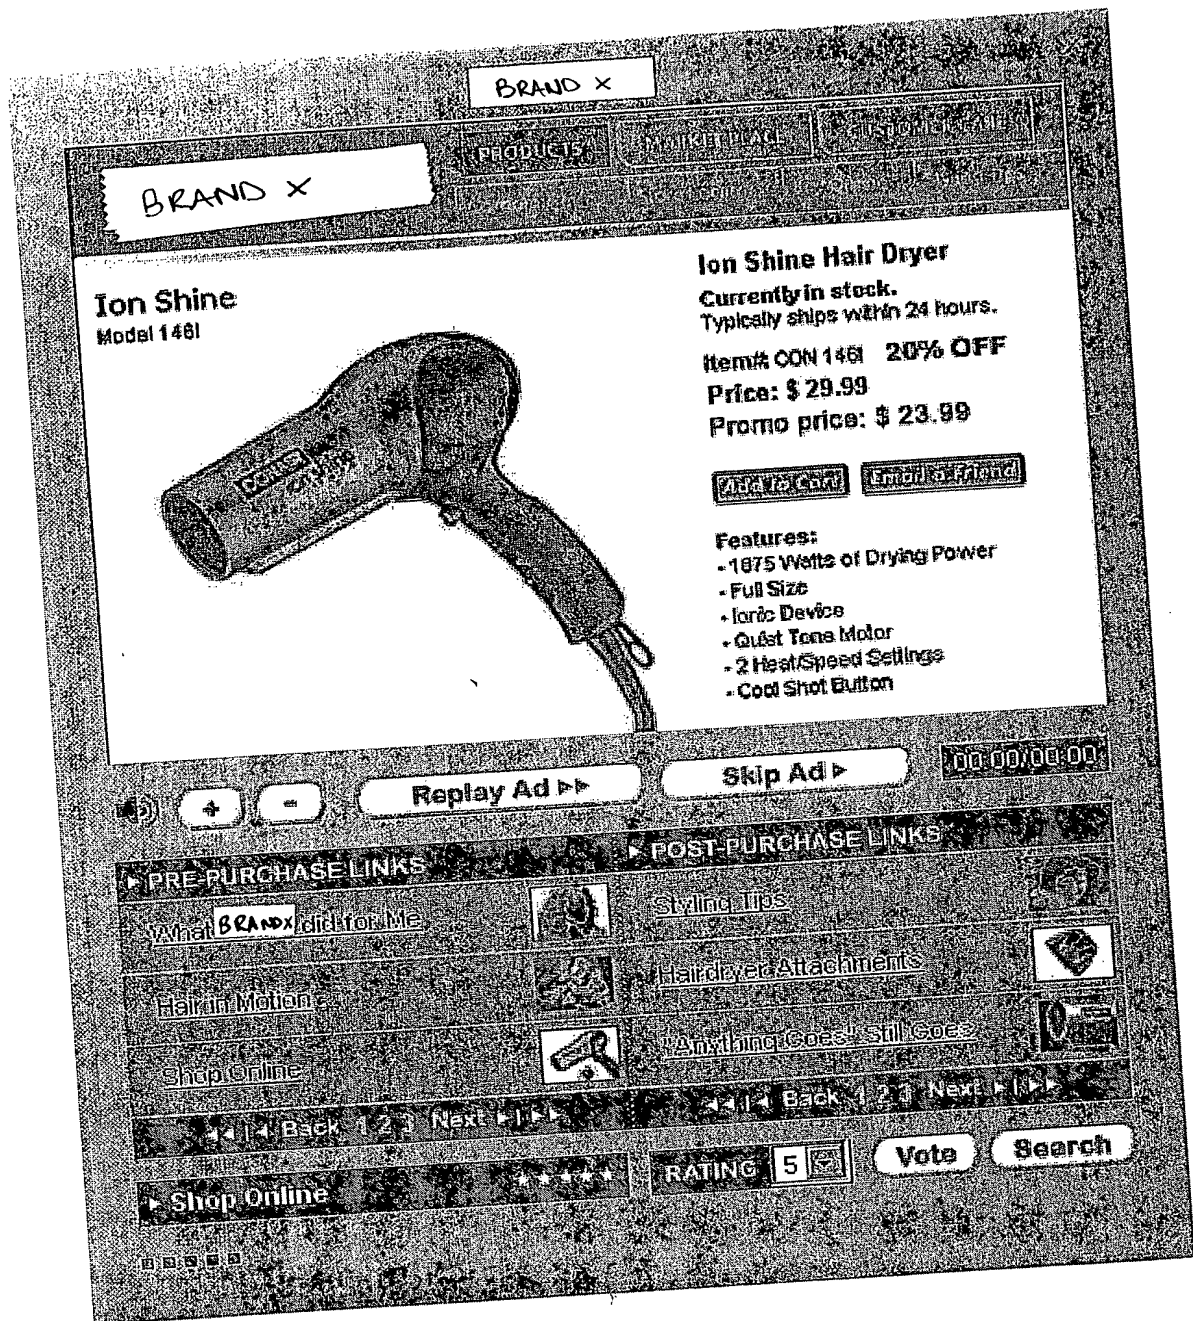 BRAND X
BRAND X
PRODUCTS
MARKETPLACE
CUSTOMER CARE
Ion Shine
Model 146I
Ion Shine Hair Dryer
Currently in stock.
Typically ships within 24 hours.
Item# CON 146I 20% OFF
Price: $ 29.99
Promo price: $ 23.99
Add to Cart Email a Friend
Features:
- 1875 Watts of Drying Power
- Full Size
- Ionic Device
- Quiet Tone Motor
- 2 Heat/Speed Settings
- Cool Shot Button
+ - Replay Ad ▸▸ Skip Ad ▸ 00:00/00:00
▸ PRE-PURCHASE LINKS
What BRAND X did for Me
Hair in Motion
Shop Online
◂◂ | ◂ Back 1 2 3 Next ▸ | ▸▸
▸ POST-PURCHASE LINKS
Styling Tips
Hairdryer Attachments
"Anything Goes" Still Goes
◂◂ | ◂ Back 1 2 3 Next ▸ | ▸▸
▸ Shop Online ★★★★★ RATING 5 Vote Search